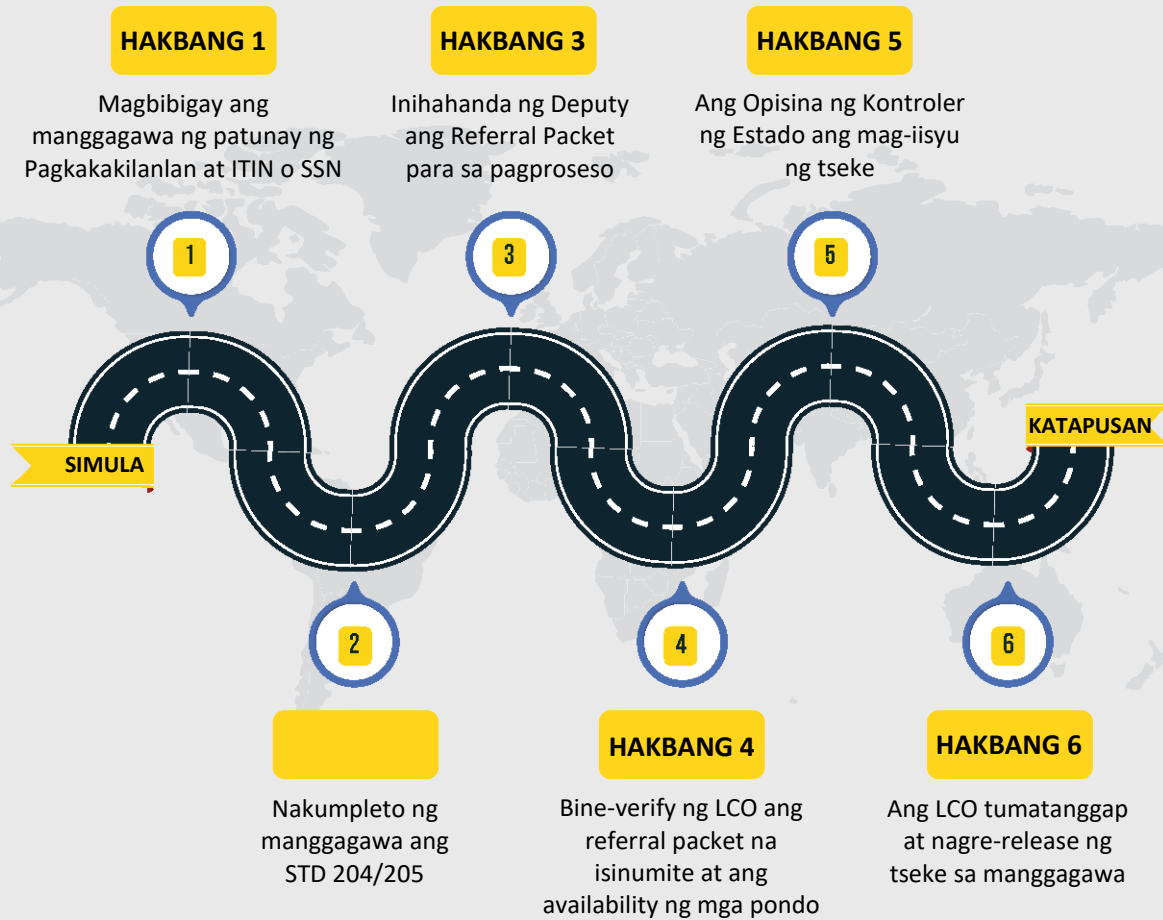 HAKBANG 1
Magbibigay ang
manggagawa ng patunay ng
Pagkakakilanlan at ITIN o SSN
1
HAKBANG 3
Inihahanda ng Deputy
ang Referral Packet
para sa pagproseso
3
HAKBANG 5
Ang Opisina ng Kontroler
ng Estado ang mag-iisyu
ng tseke
5
SIMULA
KATAPUSAN
2
Nakumpleto ng
manggagawa ang
STD 204/205
4
HAKBANG 4
Bine-verify ng LCO ang
referral packet na
isinumite at ang
availability ng mga pondo
6
HAKBANG 6
Ang LCO tumatanggap
at nagre-release ng
tseke sa manggagawa